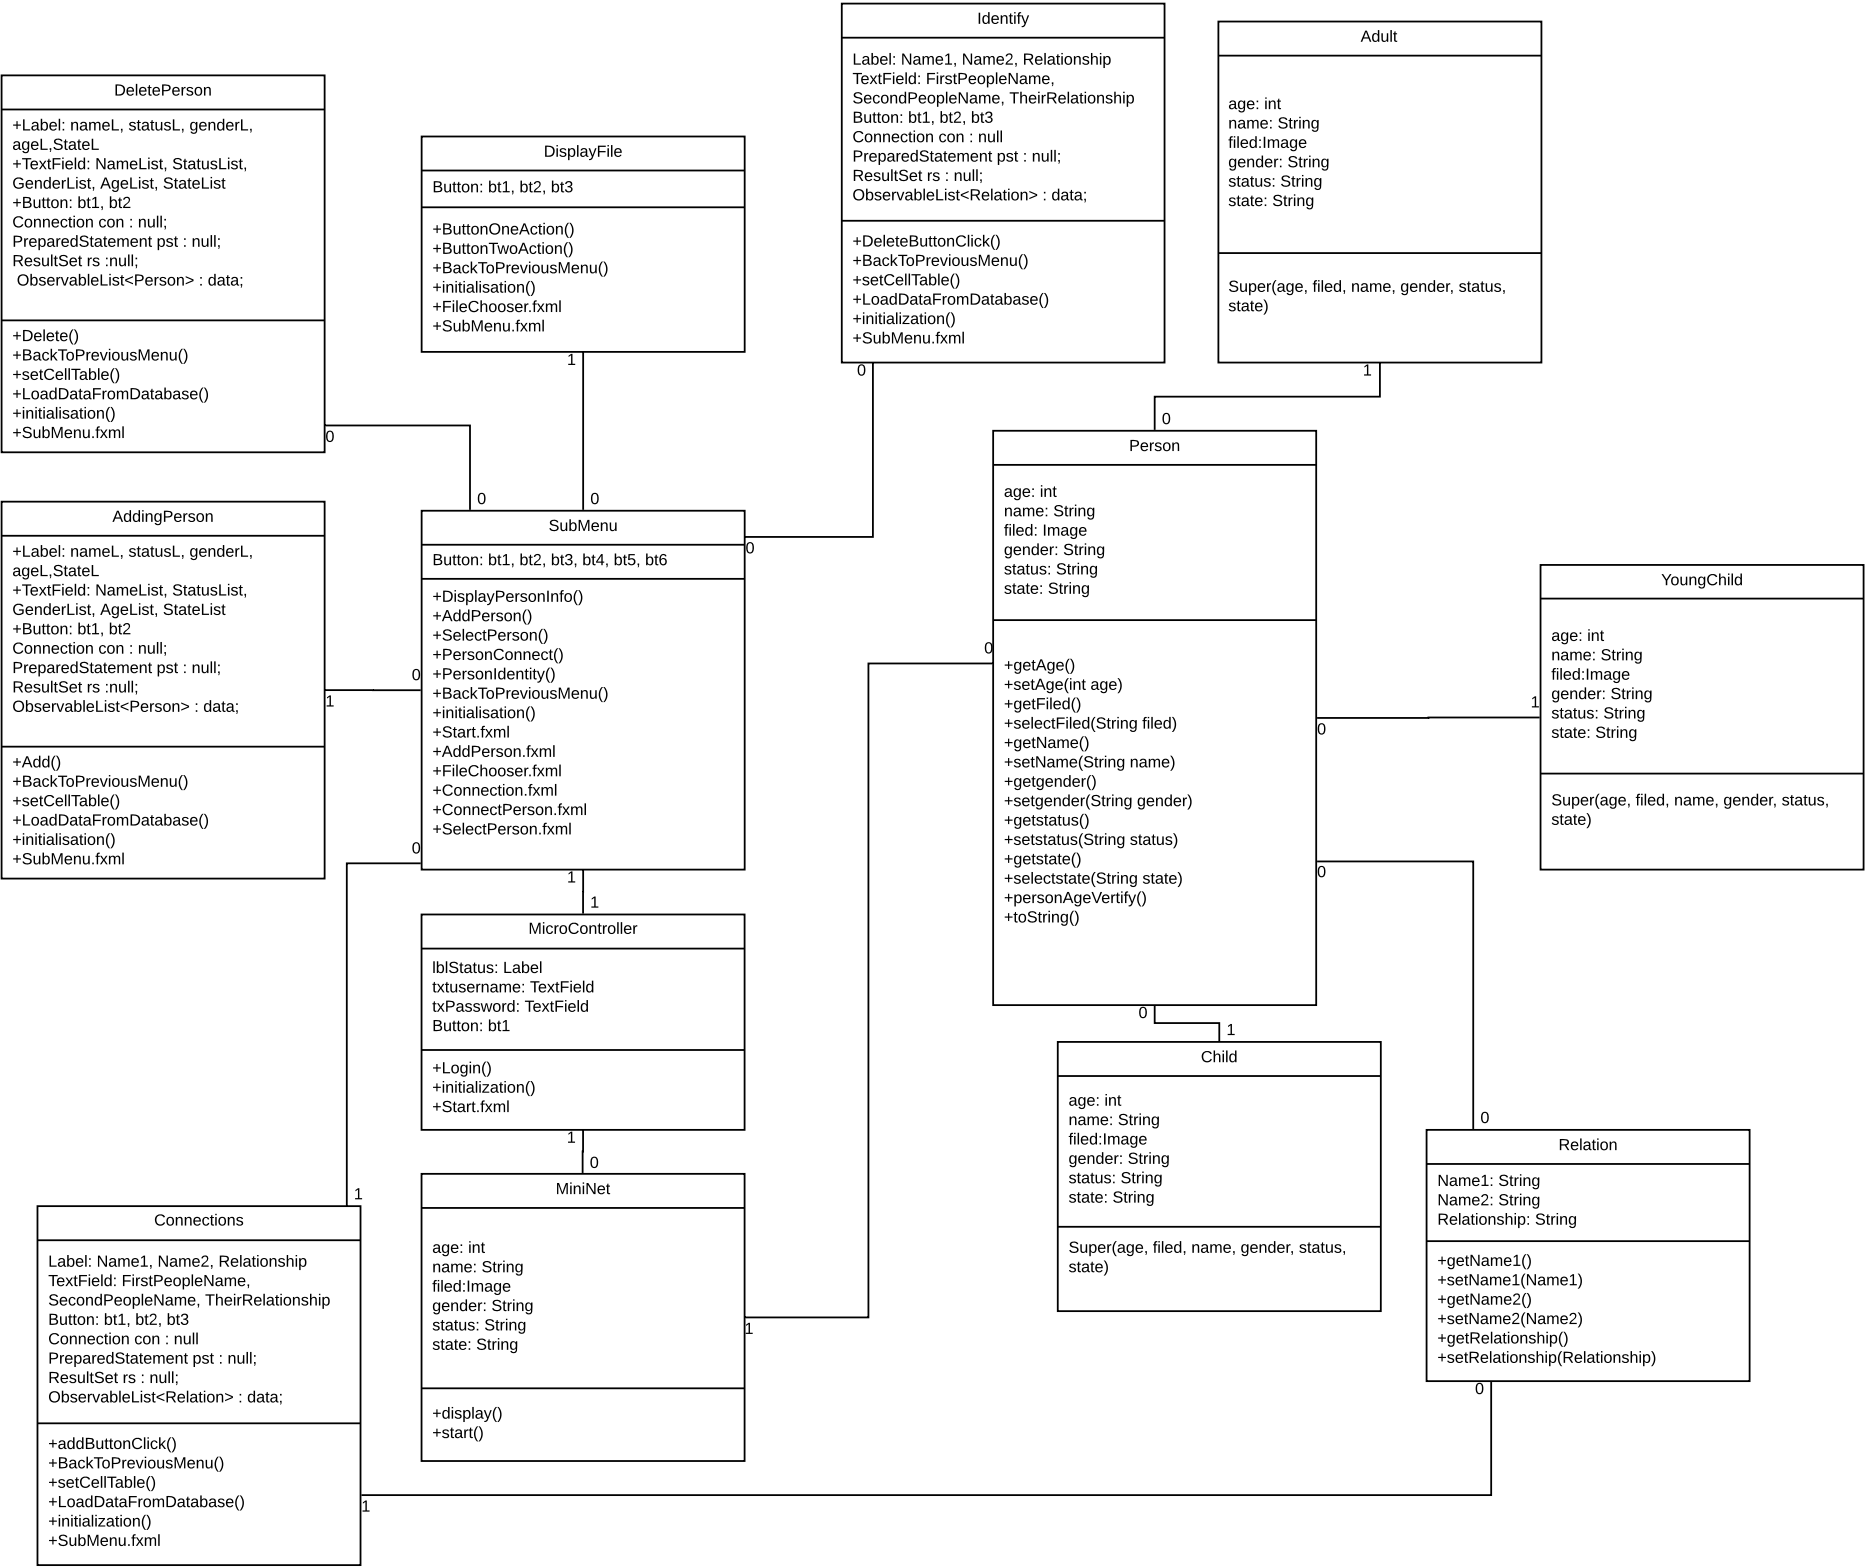 Identify
Label: Name1, Name2, Relationship
TextField: FirstPeopleName,
SecondPeopleName, TheirRelationship
Button: bt1, bt2, bt3
Connection con : null
PreparedStatement pst : null;
ResultSet rs : null;
ObservableList<Relation> : data;
+DeleteButtonClick()
+BackToPreviousMenu()
+setCellTable()
+LoadDataFromDatabase()
+initialization()
+SubMenu.fxml
0
Adult
age: int
name: String
filed:Image
gender: String
status: String
state: String
Super(age, filed, name, gender, status,
state)
1
DeletePerson
+Label: nameL, statusL, genderL,
ageL,StateL
+TextField: NameList, StatusList,
GenderList, AgeList, StateList
+Button: bt1, bt2
Connection con : null;
PreparedStatement pst : null;
ResultSet rs :null;
ObservableList<Person> : data;
+Delete()
+BackToPreviousMenu()
+setCellTable()
+LoadDataFromDatabase()
+initialisation()
+SubMenu.fxml
0
DisplayFile
Button: bt1, bt2, bt3
+ButtonOneAction()
+ButtonTwoAction()
+BackToPreviousMenu()
+initialisation()
+FileChooser.fxml
+SubMenu.fxml
1
0
Person
age: int
name: String
filed: Image
gender: String
status: String
state: String
+getAge()
+setAge(int age)
+getFiled()
+selectFiled(String filed)
+getName()
+setName(String name)
+getgender()
+setgender(String gender)
+getstatus()
+setstatus(String status)
+getstate()
+selectstate(String state)
+personAgeVertify()
+toString()
0
0
0
0
AddingPerson
+Label: nameL, statusL, genderL,
ageL,StateL
+TextField: NameList, StatusList,
GenderList, AgeList, StateList
+Button: bt1, bt2
Connection con : null;
PreparedStatement pst : null;
ResultSet rs :null;
ObservableList<Person> : data;
+Add()
+BackToPreviousMenu()
+setCellTable()
+LoadDataFromDatabase()
+initialisation()
+SubMenu.fxml
1
0
0
SubMenu
Button: bt1, bt2, bt3, bt4, bt5, bt6
+DisplayPersonInfo()
+AddPerson()
+SelectPerson()
+PersonConnect()
+PersonIdentity()
+BackToPreviousMenu()
+initialisation()
+Start.fxml
+AddPerson.fxml
+FileChooser.fxml
+Connection.fxml
+ConnectPerson.fxml
+SelectPerson.fxml
0
0
0
1
YoungChild
age: int
name: String
filed:Image
gender: String
status: String
state: String
Super(age, filed, name, gender, status,
state)
1
1
MicroController
lblStatus: Label
txtusername: TextField
txPassword: TextField
Button: bt1
+Login()
+initialization()
+Start.fxml
1
1
Child
age: int
name: String
filed:Image
gender: String
status: String
state: String
Super(age, filed, name, gender, status,
state)
0
Relation
Name1: String
Name2: String
Relationship: String
+getName1()
+setName1(Name1)
+getName2()
+setName2(Name2)
+getRelationship()
+setRelationship(Relationship)
0
0
MiniNet
age: int
name: String
filed:Image
gender: String
status: String
state: String
+display()
+start()
1
1
Connections
Label: Name1, Name2, Relationship
TextField: FirstPeopleName,
SecondPeopleName, TheirRelationship
Button: bt1, bt2, bt3
Connection con : null
PreparedStatement pst : null;
ResultSet rs : null;
ObservableList<Relation> : data;
+addButtonClick()
+BackToPreviousMenu()
+setCellTable()
+LoadDataFromDatabase()
+initialization()
+SubMenu.fxml
1